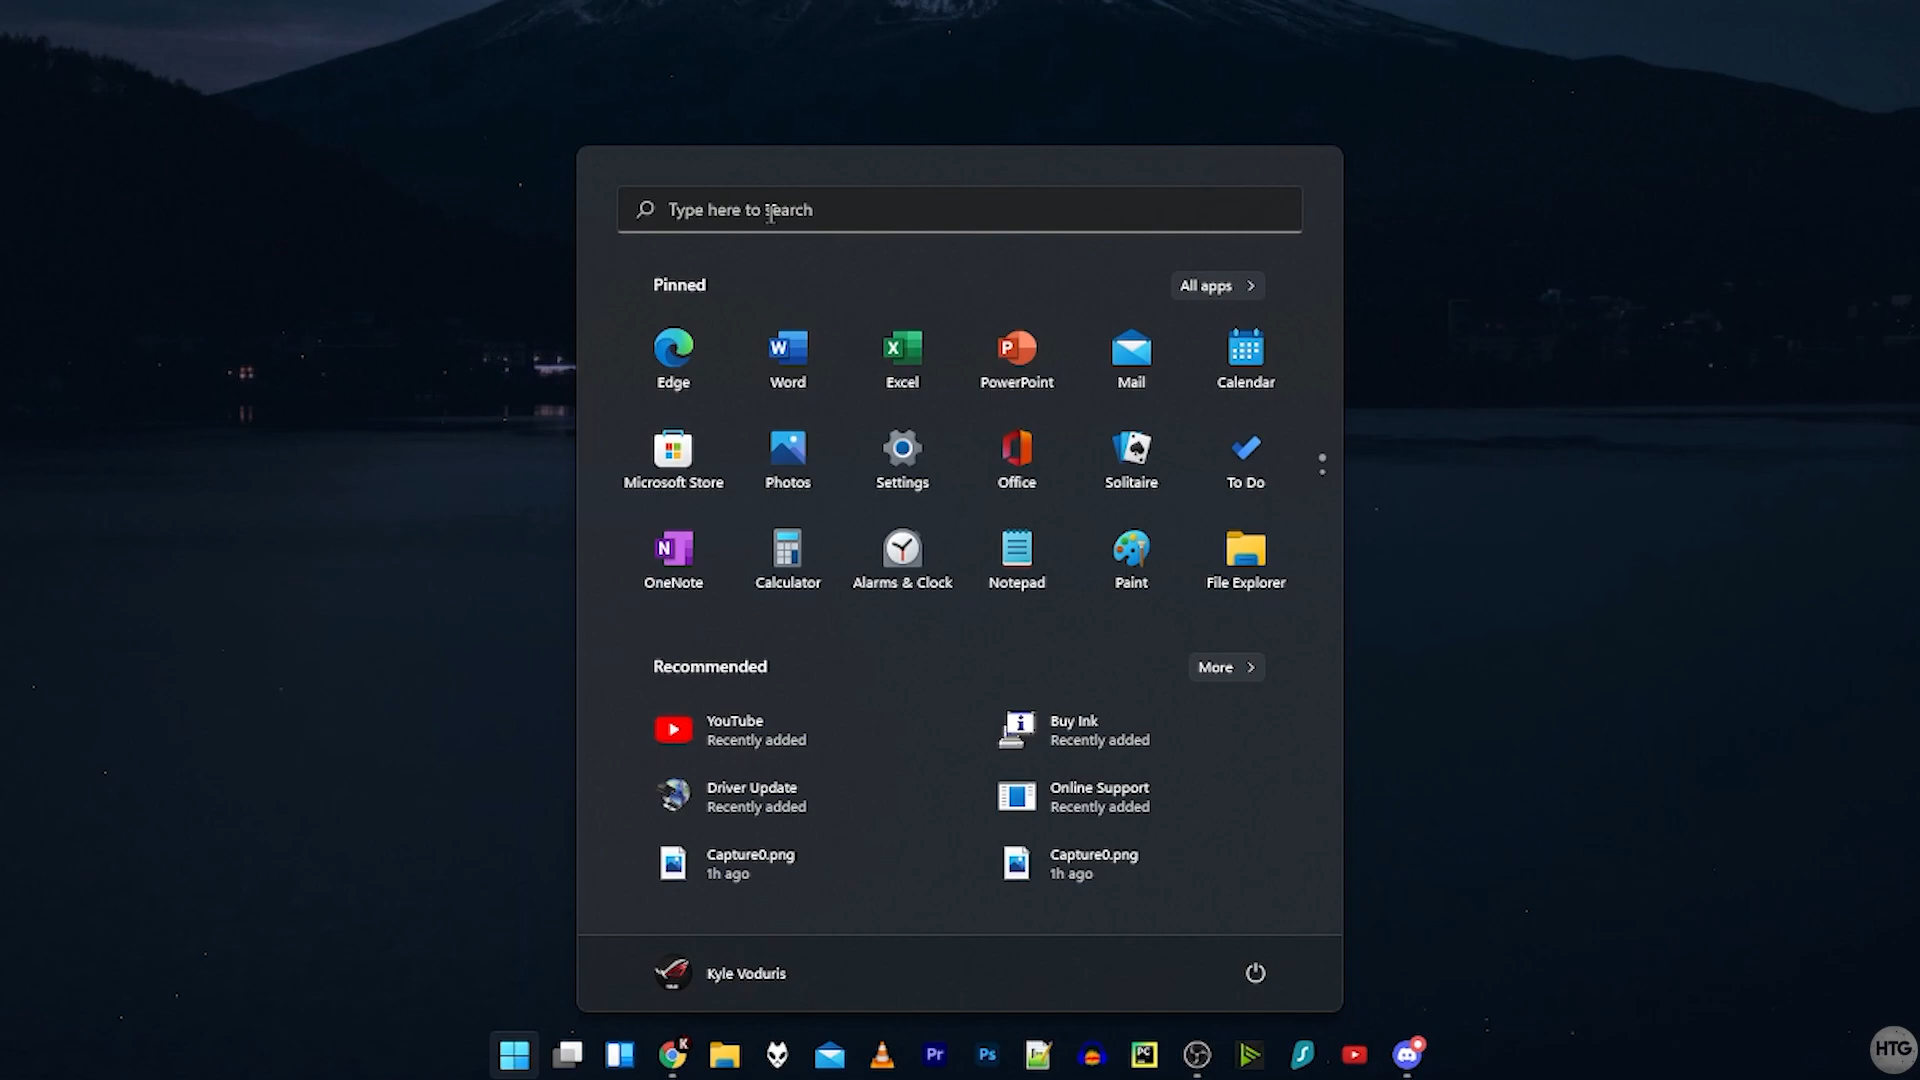 Type here to search
Pinned
All apps
Edge
Word
Excel
PowerPoint
Mail
Calendar
Microsoft Store
Photos
Settings
Office
Solitaire
To Do
OneNote
Calculator
Alarms & Clock
Notepad
Paint
File Explorer
Recommended
More
YouTube
Recently added
Buy Ink
Recently added
Driver Update
Recently added
Online Support
Recently added
Capture0.png
1h ago
Capture0.png
1h ago
Kyle Voduris
K
Pr
Ps
PC
HTG